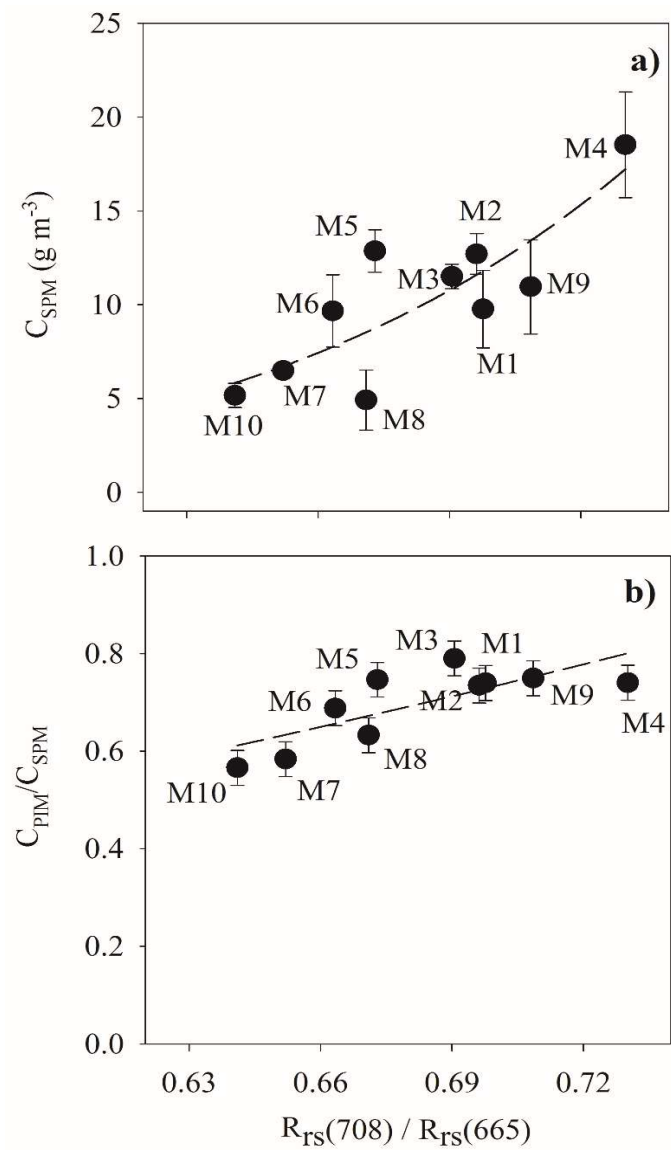 25
a)
20
M4
15
M2
M5
M3
M9
10
M6
M1
M7
5
M8
M10
0
C_SPM (g m⁻³)
1.0
b)
0.8
M3
M1
M5
M6
M2
M9
M4
0.6
M8
M10
M7
0.4
0.2
0.0
C_PIM/C_SPM
0.63 0.66 0.69 0.72
R_rs(708) / R_rs(665)